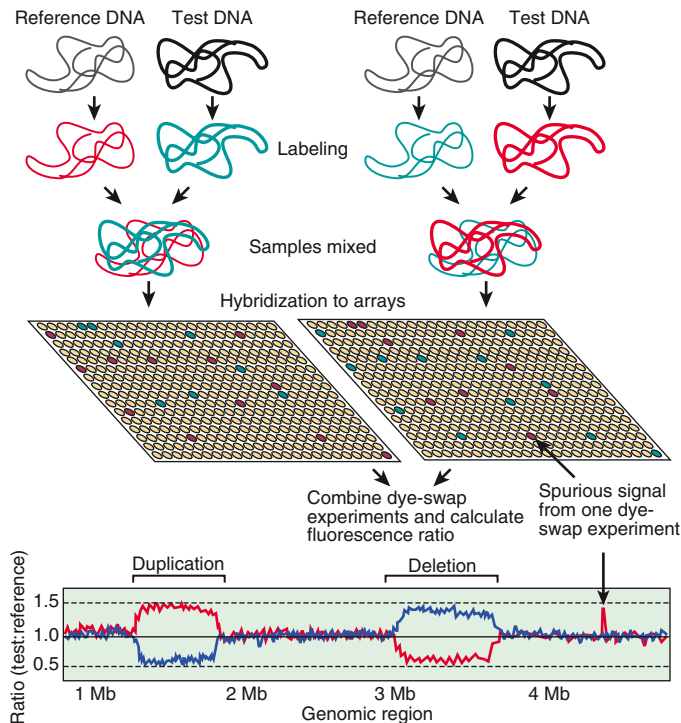 Reference DNA Test DNA Reference DNA Test DNA
Labeling
Samples mixed
Hybridization to arrays
Combine dye-swap
experiments and calculate
fluorescence ratio
Spurious signal
from one dye-
swap experiment
Duplication
Deletion
Ratio (test:reference)
1.5
1.0
0.5
1 Mb 2 Mb 3 Mb 4 Mb
Genomic region